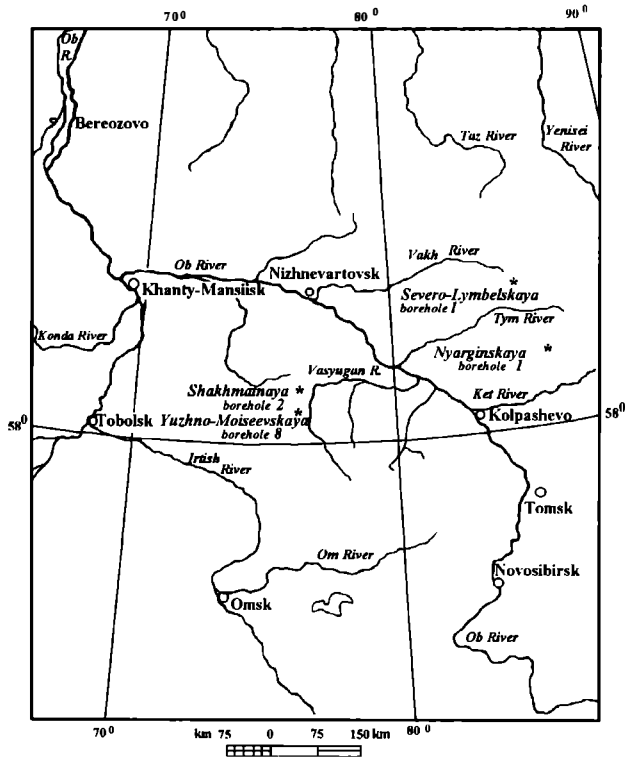 70⁰ 80⁰ 90⁰
Ob
R.
Bereozovo
Taz River
Yenisei
River
Ob River
Nizhnevartovsk
Vakh River
Khanty-Mansiisk
Severo-Lymbelskaya
borehole 1
Tym River
Konda River
Nyarginskaya
borehole 1
Vasyugan R.
Shakhmatnaya
borehole 2
Ket River
58⁰
Tobolsk
Yuzhno-Moiseevskaya
borehole 8
Kolpashevo
58⁰
Irtish
River
Tomsk
Om River
Novosibirsk
Omsk
Ob River
70⁰ 80⁰
km 75 0 75 150 km